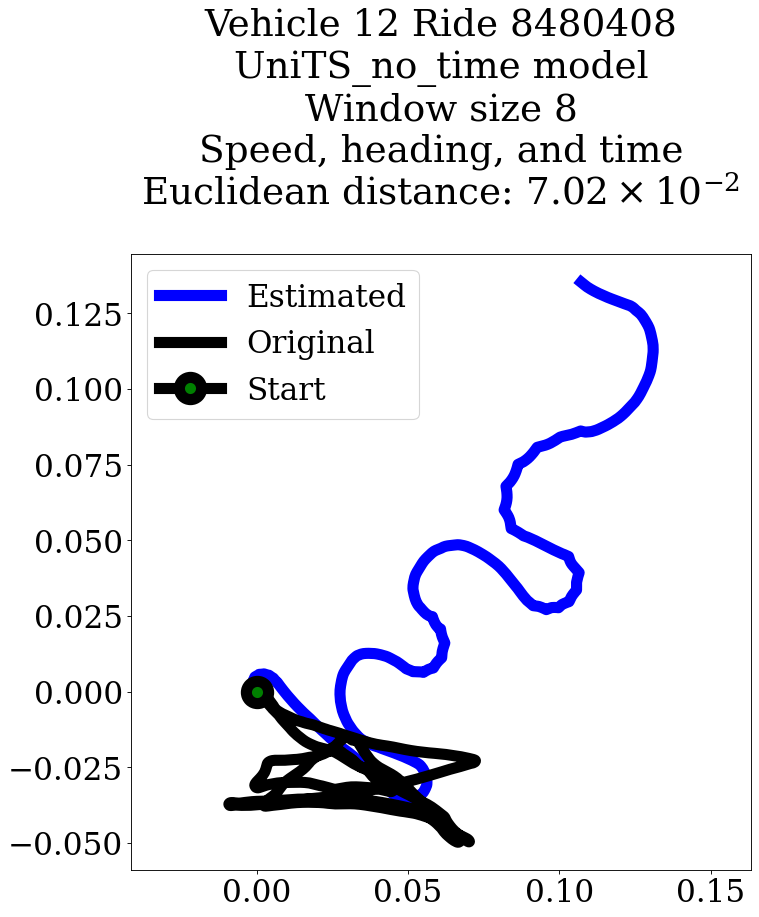 Vehicle 12 Ride 8480408
UniTS_no_time model
Window size 8
Speed, heading, and time
Euclidean distance: 7.02 × 10⁻²
Estimated
Original
Start
0.125
0.100
0.075
0.050
0.025
0.000
−0.025
−0.050
0.00 0.05 0.10 0.15